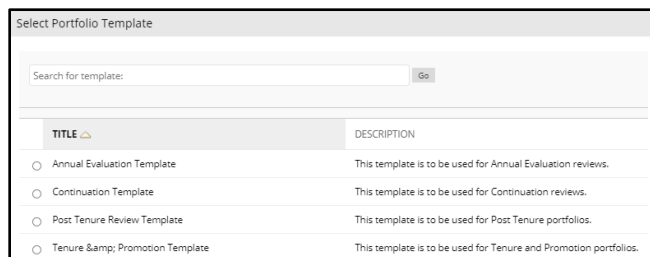 Select Portfolio Template
Search for template:
Go
TITLE DESCRIPTION
Annual Evaluation Template This template is to be used for Annual Evaluation reviews.
Continuation Template This template is to be used for Continuation reviews.
Post Tenure Review Template This template is to be used for Post Tenure portfolios.
Tenure &amp; Promotion Template This template is to be used for Tenure and Promotion portfolios.